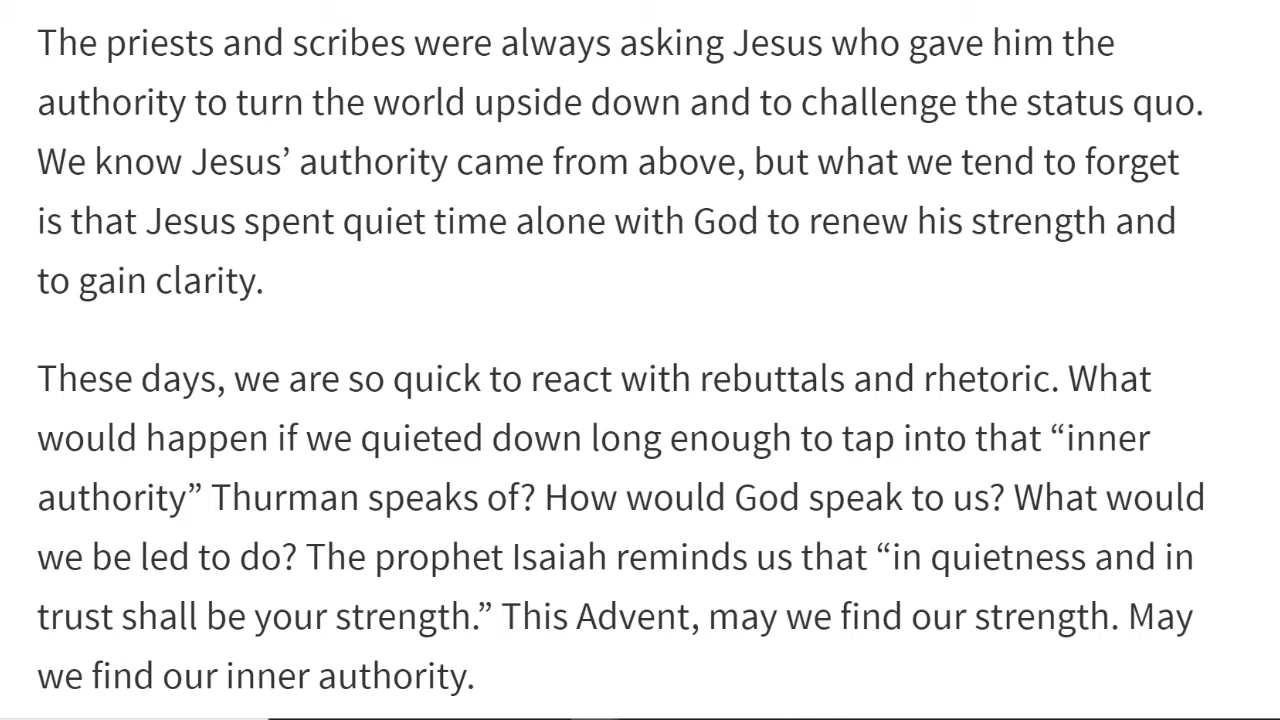 The priests and scribes were always asking Jesus who gave him the
authority to turn the world upside down and to challenge the status quo.
We know Jesus’ authority came from above, but what we tend to forget
is that Jesus spent quiet time alone with God to renew his strength and
to gain clarity.
These days, we are so quick to react with rebuttals and rhetoric. What
would happen if we quieted down long enough to tap into that “inner
authority” Thurman speaks of? How would God speak to us? What would
we be led to do? The prophet Isaiah reminds us that “in quietness and in
trust shall be your strength.” This Advent, may we find our strength. May
we find our inner authority.